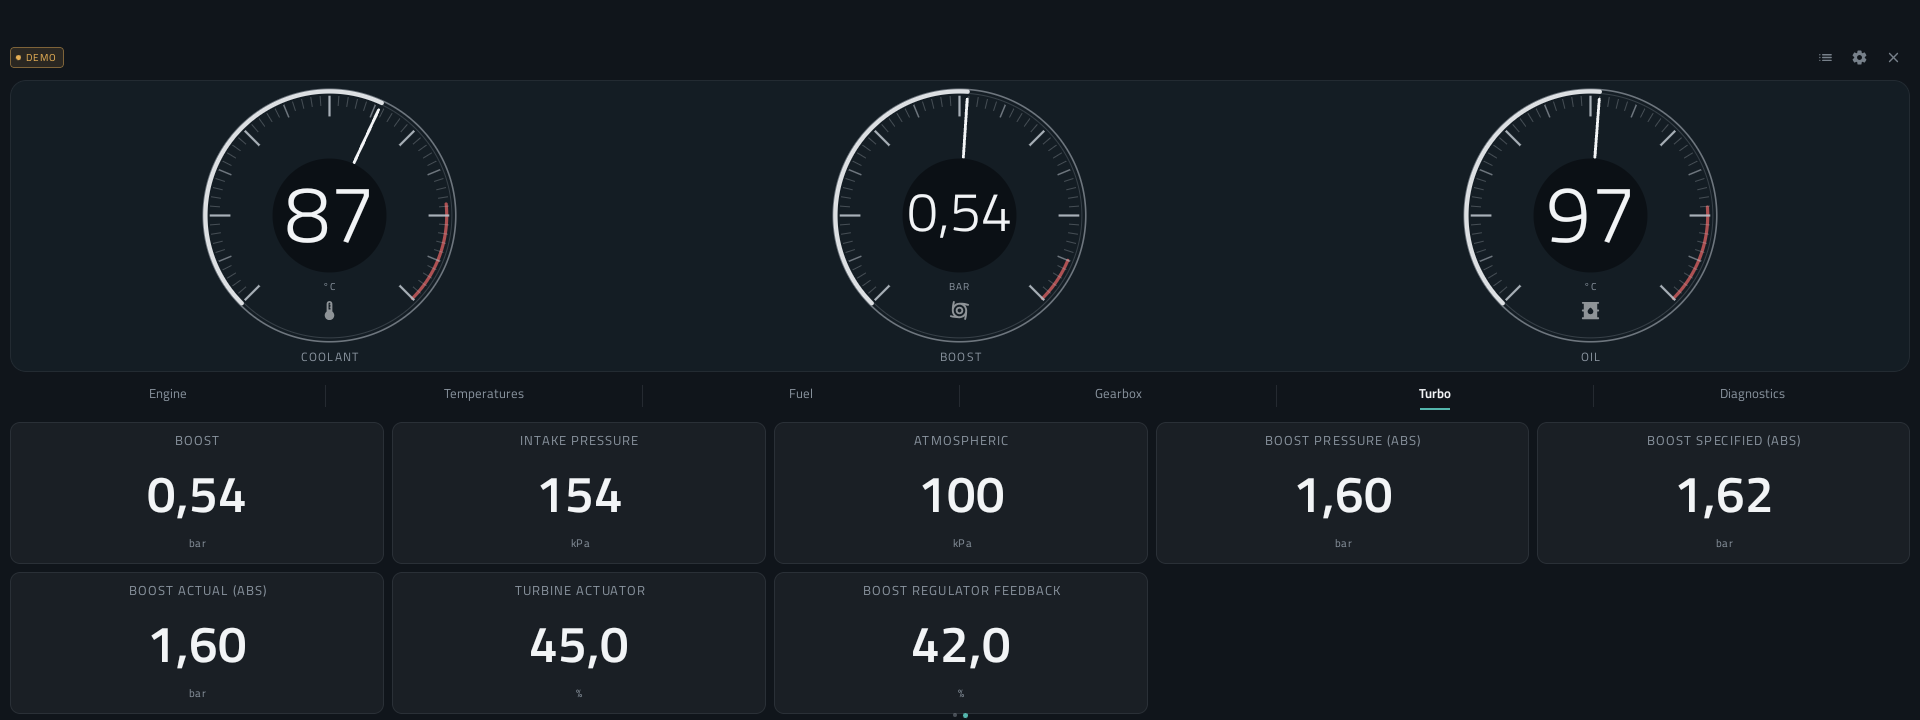 DEMO
87
°C
COOLANT
0,54
BAR
BOOST
97
°C
OIL
Engine
Temperatures
Fuel
Gearbox
Turbo
Diagnostics
BOOST
0,54
bar
INTAKE PRESSURE
154
kPa
ATMOSPHERIC
100
kPa
BOOST PRESSURE (ABS)
1,60
bar
BOOST SPECIFIED (ABS)
1,62
bar
BOOST ACTUAL (ABS)
1,60
bar
TURBINE ACTUATOR
45,0
%
BOOST REGULATOR FEEDBACK
42,0
%